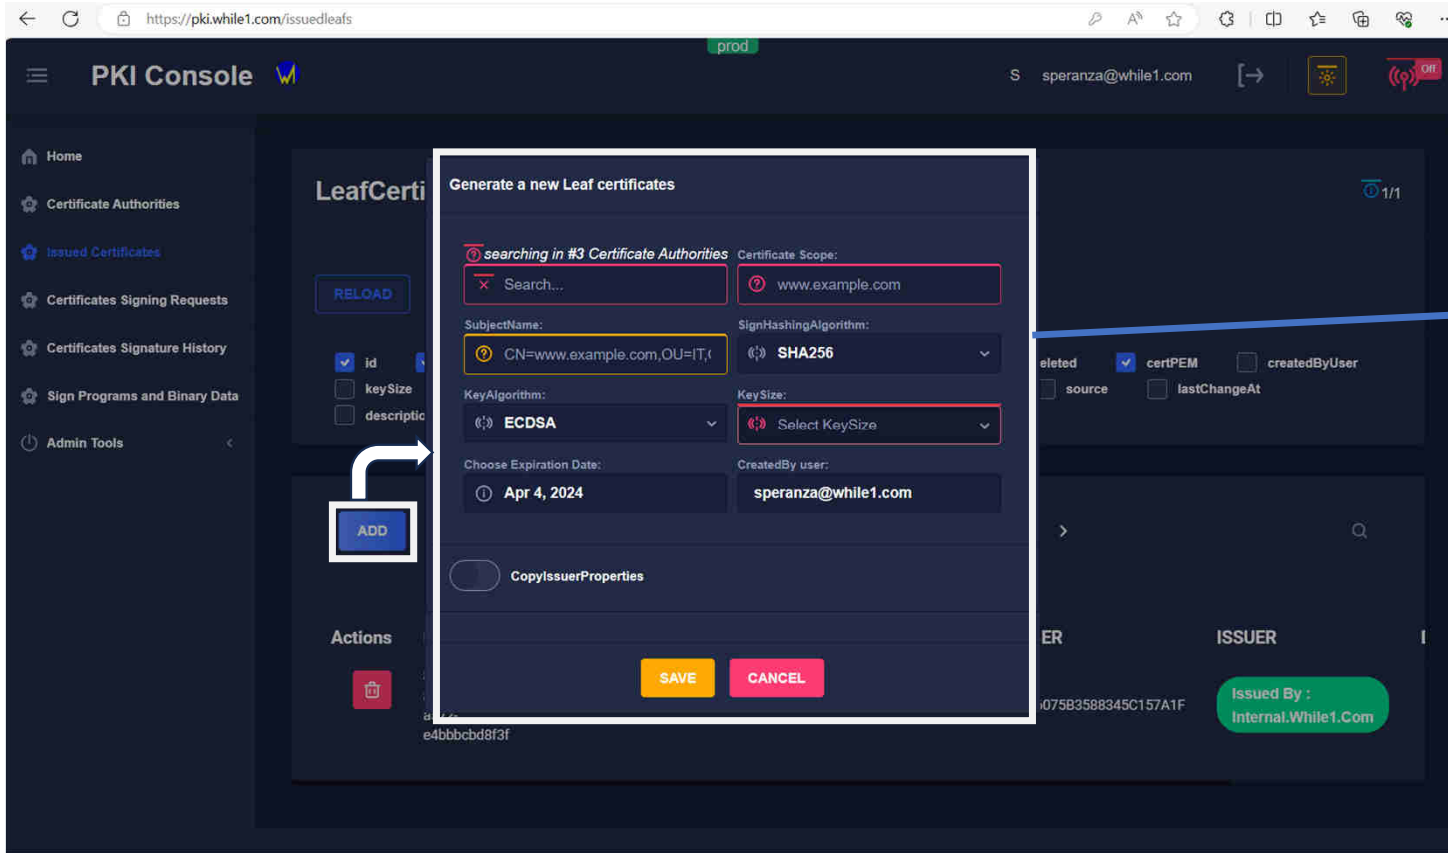 https://pki.while1.com/issuedleafs
prod
PKI Console
S speranza@while1.com
Off
Home
Certificate Authorities
Issued Certificates
Certificates Signing Requests
Certificates Signature History
Sign Programs and Binary Data
Admin Tools
LeafCerti
1/1
RELOAD
id
eleted
certPEM
createdByUser
keySize
source
lastChangeAt
descriptio
Generate a new Leaf certificates
searching in #3 Certificate Authorities
Certificate Scope:
Search...
www.example.com
SubjectName:
SignHashingAlgorithm:
CN=www.example.com,OU=IT,(
SHA256
KeyAlgorithm:
KeySize:
ECDSA
Select KeySize
Choose Expiration Date:
CreatedBy user:
Apr 4, 2024
speranza@while1.com
CopyIssuerProperties
SAVE
CANCEL
ADD
Actions
ER
ISSUER
075B3588345C157A1F
Issued By :
Internal.While1.Com
e4bbbcbd8f3f